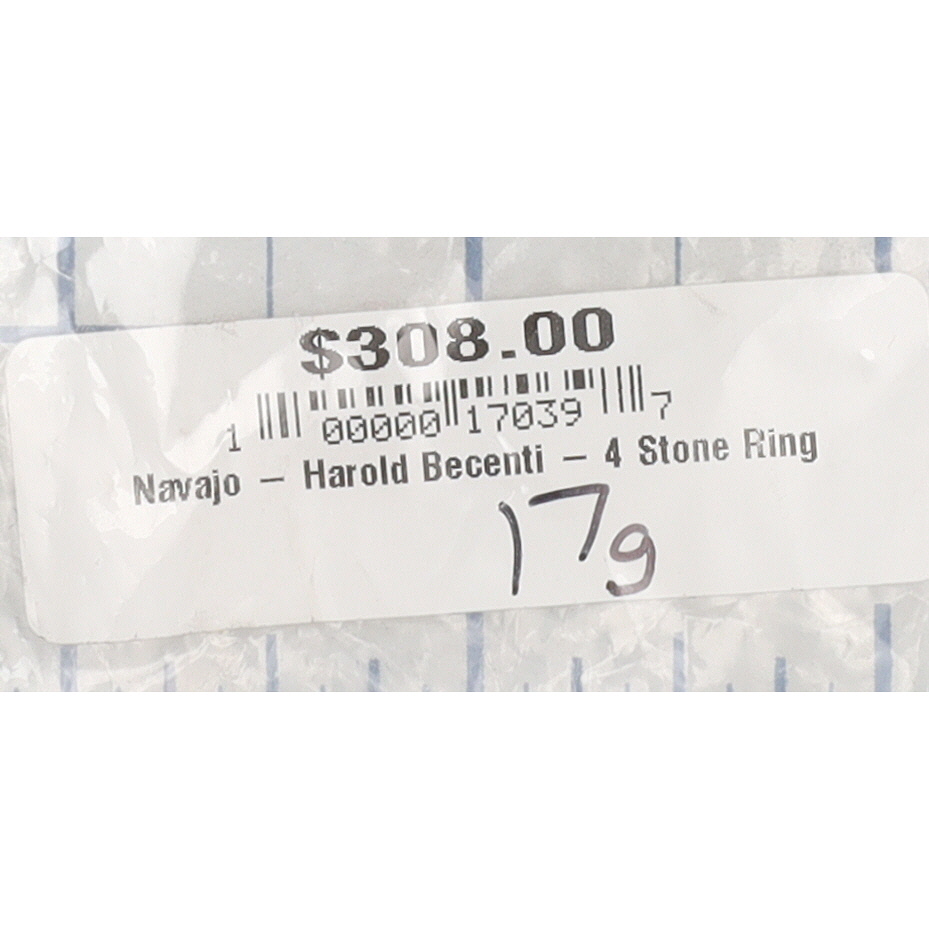 $308.00
1 00000 17039 7
Navajo – Harold Becenti – 4 Stone Ring
17g